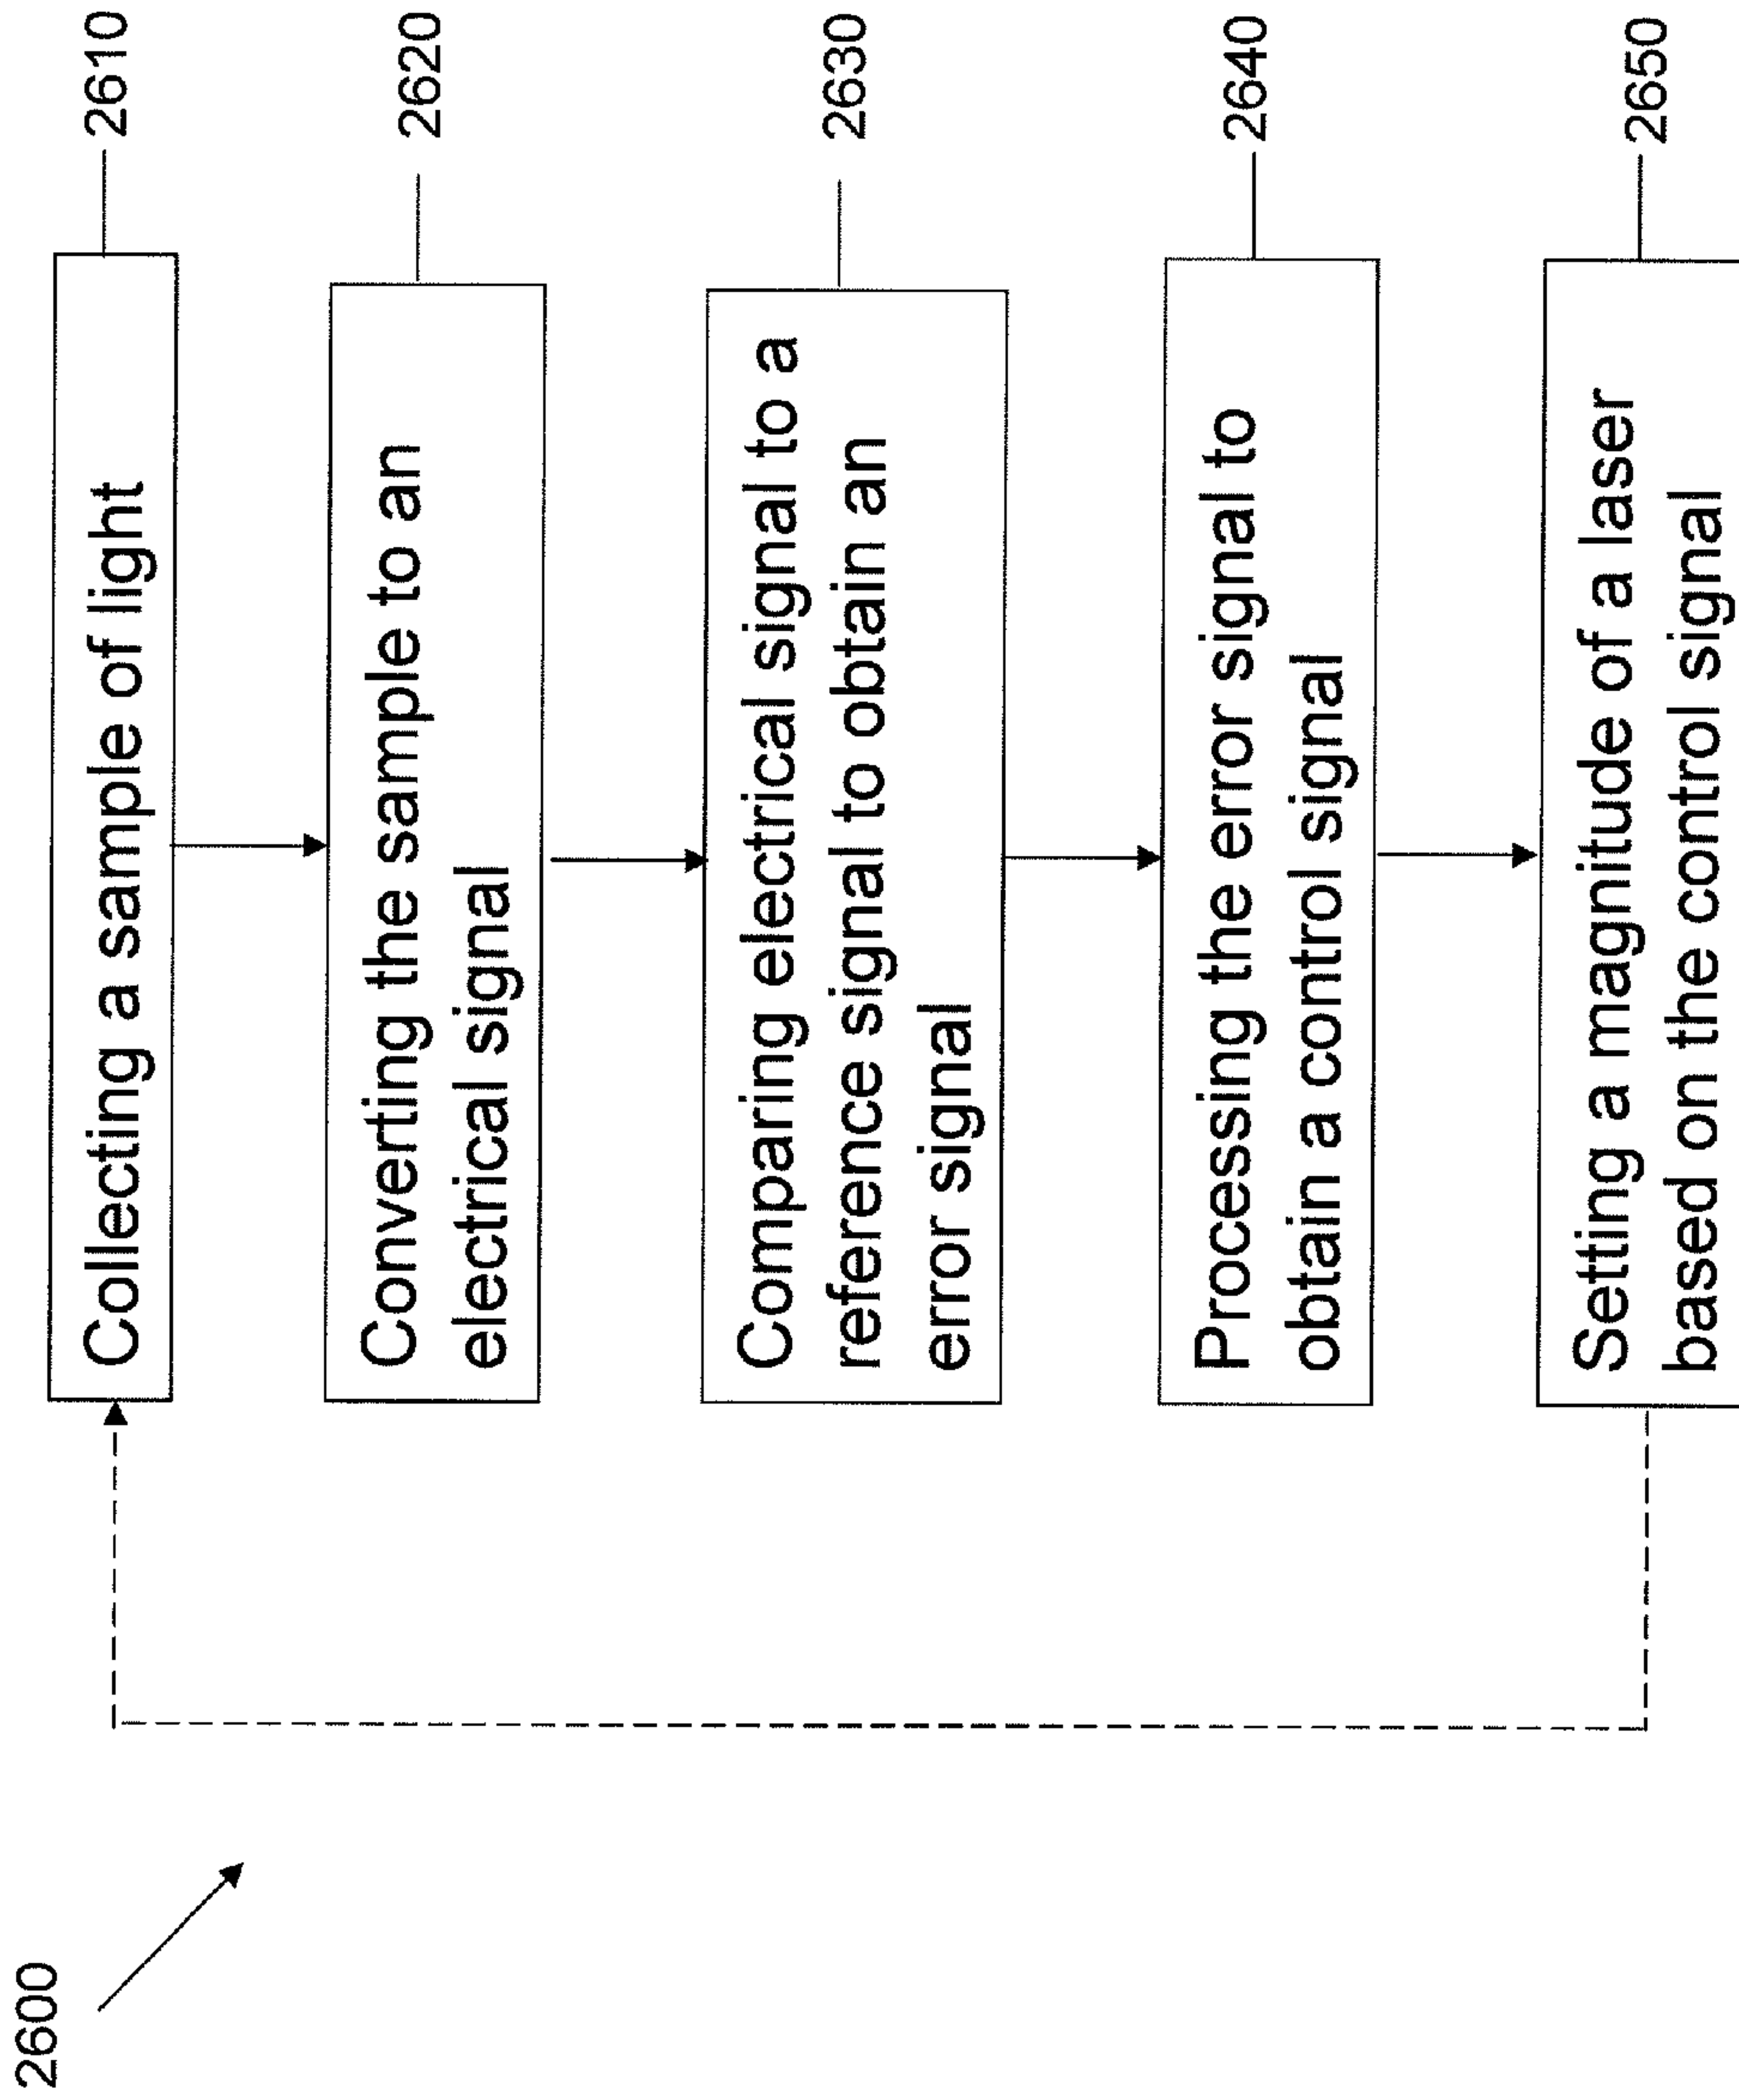 2600
Collecting a sample of light
2610
Converting the sample to an
electrical signal
2620
Comparing electrical signal to a
reference signal to obtain an
error signal
2630
Processing the error signal to
obtain a control signal
2640
Setting a magnitude of a laser
based on the control signal
2650